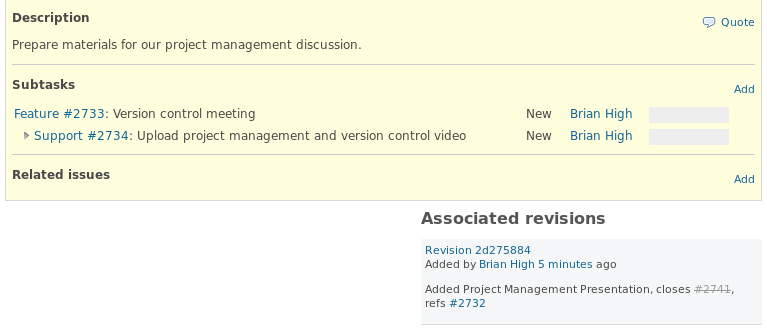 Description
Quote
Prepare materials for our project management discussion.
Subtasks
Add
Feature #2733: Version control meeting New Brian High
Support #2734: Upload project management and version control video New Brian High
Related issues
Add
Associated revisions
Revision 2d275884
Added by Brian High 5 minutes ago
Added Project Management Presentation, closes #2741,
refs #2732